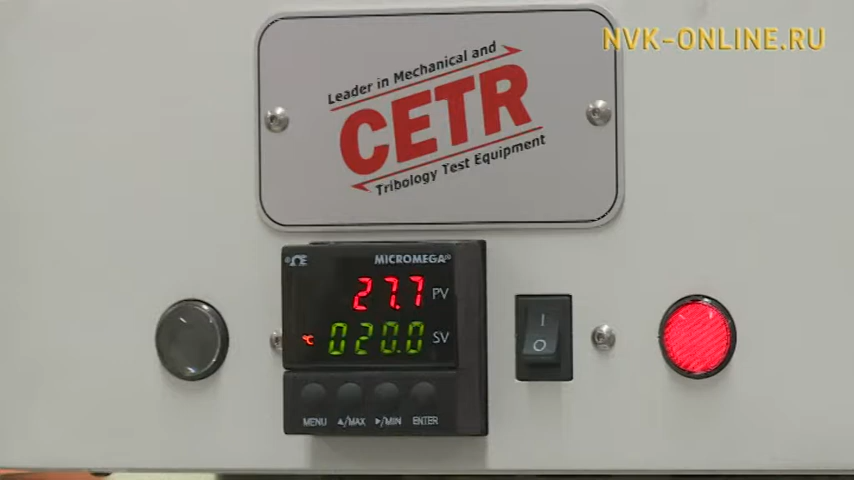 NVK-ONLINE.RU
Leader in Mechanical and
CETR
Tribology Test Equipment
MICROMEGA®
27.7 PV
°C 020.0 SV
I
O
MENU ▲/MAX ►/MIN ENTER